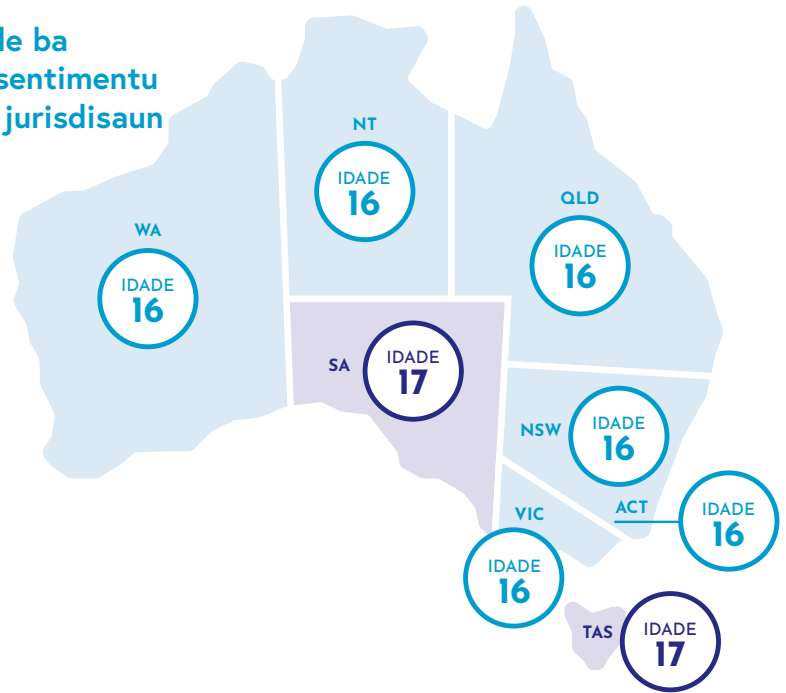 de ba
sentimentu
jurisdisaun
NT
IDADE
16
QLD
IDADE
16
WA
IDADE
16
SA
IDADE
17
NSW
IDADE
16
ACT
IDADE
16
VIC
IDADE
16
TAS
IDADE
17